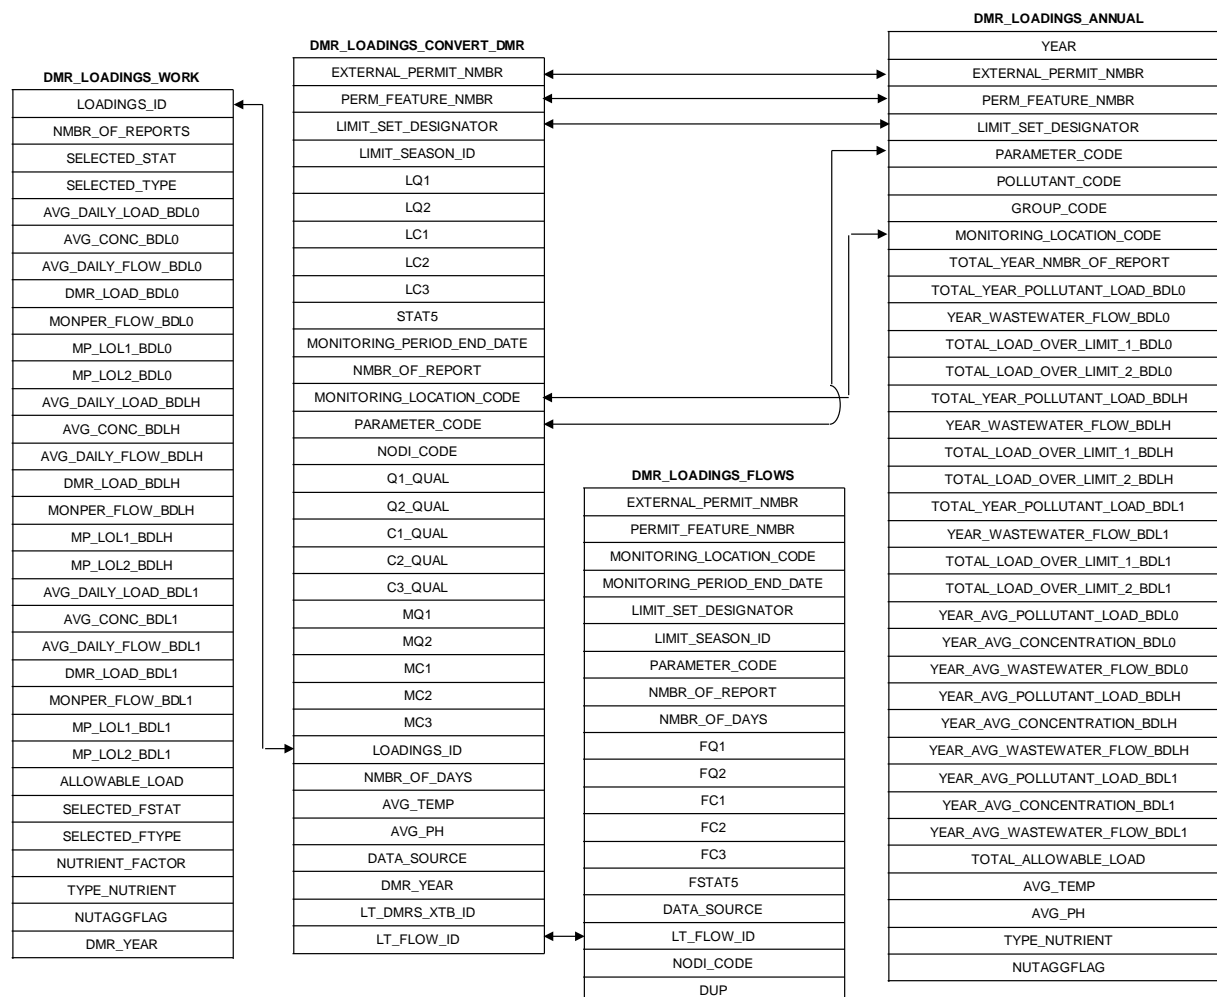 DMR_LOADINGS_WORK
LOADINGS_ID
NMBR_OF_REPORTS
SELECTED_STAT
SELECTED_TYPE
AVG_DAILY_LOAD_BDL0
AVG_CONC_BDL0
AVG_DAILY_FLOW_BDL0
DMR_LOAD_BDL0
MONPER_FLOW_BDL0
MP_LOL1_BDL0
MP_LOL2_BDL0
AVG_DAILY_LOAD_BDLH
AVG_CONC_BDLH
AVG_DAILY_FLOW_BDLH
DMR_LOAD_BDLH
MONPER_FLOW_BDLH
MP_LOL1_BDLH
MP_LOL2_BDLH
AVG_DAILY_LOAD_BDL1
AVG_CONC_BDL1
AVG_DAILY_FLOW_BDL1
DMR_LOAD_BDL1
MONPER_FLOW_BDL1
MP_LOL1_BDL1
MP_LOL2_BDL1
ALLOWABLE_LOAD
SELECTED_FSTAT
SELECTED_FTYPE
NUTRIENT_FACTOR
TYPE_NUTRIENT
NUTAGGFLAG
DMR_YEAR
DMR_LOADINGS_CONVERT_DMR
EXTERNAL_PERMIT_NMBR
PERM_FEATURE_NMBR
LIMIT_SET_DESIGNATOR
LIMIT_SEASON_ID
LQ1
LQ2
LC1
LC2
LC3
STAT5
MONITORING_PERIOD_END_DATE
NMBR_OF_REPORT
MONITORING_LOCATION_CODE
PARAMETER_CODE
NODI_CODE
Q1_QUAL
Q2_QUAL
C1_QUAL
C2_QUAL
C3_QUAL
MQ1
MQ2
MC1
MC2
MC3
LOADINGS_ID
NMBR_OF_DAYS
AVG_TEMP
AVG_PH
DATA_SOURCE
DMR_YEAR
LT_DMRS_XTB_ID
LT_FLOW_ID
DMR_LOADINGS_FLOWS
EXTERNAL_PERMIT_NMBR
PERMIT_FEATURE_NMBR
MONITORING_LOCATION_CODE
MONITORING_PERIOD_END_DATE
LIMIT_SET_DESIGNATOR
LIMIT_SEASON_ID
PARAMETER_CODE
NMBR_OF_REPORT
NMBR_OF_DAYS
FQ1
FQ2
FC1
FC2
FC3
FSTAT5
DATA_SOURCE
LT_FLOW_ID
NODI_CODE
DUP
DMR_LOADINGS_ANNUAL
YEAR
EXTERNAL_PERMIT_NMBR
PERM_FEATURE_NMBR
LIMIT_SET_DESIGNATOR
PARAMETER_CODE
POLLUTANT_CODE
GROUP_CODE
MONITORING_LOCATION_CODE
TOTAL_YEAR_NMBR_OF_REPORT
TOTAL_YEAR_POLLUTANT_LOAD_BDL0
YEAR_WASTEWATER_FLOW_BDL0
TOTAL_LOAD_OVER_LIMIT_1_BDL0
TOTAL_LOAD_OVER_LIMIT_2_BDL0
TOTAL_YEAR_POLLUTANT_LOAD_BDLH
YEAR_WASTEWATER_FLOW_BDLH
TOTAL_LOAD_OVER_LIMIT_1_BDLH
TOTAL_LOAD_OVER_LIMIT_2_BDLH
TOTAL_YEAR_POLLUTANT_LOAD_BDL1
YEAR_WASTEWATER_FLOW_BDL1
TOTAL_LOAD_OVER_LIMIT_1_BDL1
TOTAL_LOAD_OVER_LIMIT_2_BDL1
YEAR_AVG_POLLUTANT_LOAD_BDL0
YEAR_AVG_CONCENTRATION_BDL0
YEAR_AVG_WASTEWATER_FLOW_BDL0
YEAR_AVG_POLLUTANT_LOAD_BDLH
YEAR_AVG_CONCENTRATION_BDLH
YEAR_AVG_WASTEWATER_FLOW_BDLH
YEAR_AVG_POLLUTANT_LOAD_BDL1
YEAR_AVG_CONCENTRATION_BDL1
YEAR_AVG_WASTEWATER_FLOW_BDL1
TOTAL_ALLOWABLE_LOAD
AVG_TEMP
AVG_PH
TYPE_NUTRIENT
NUTAGGFLAG